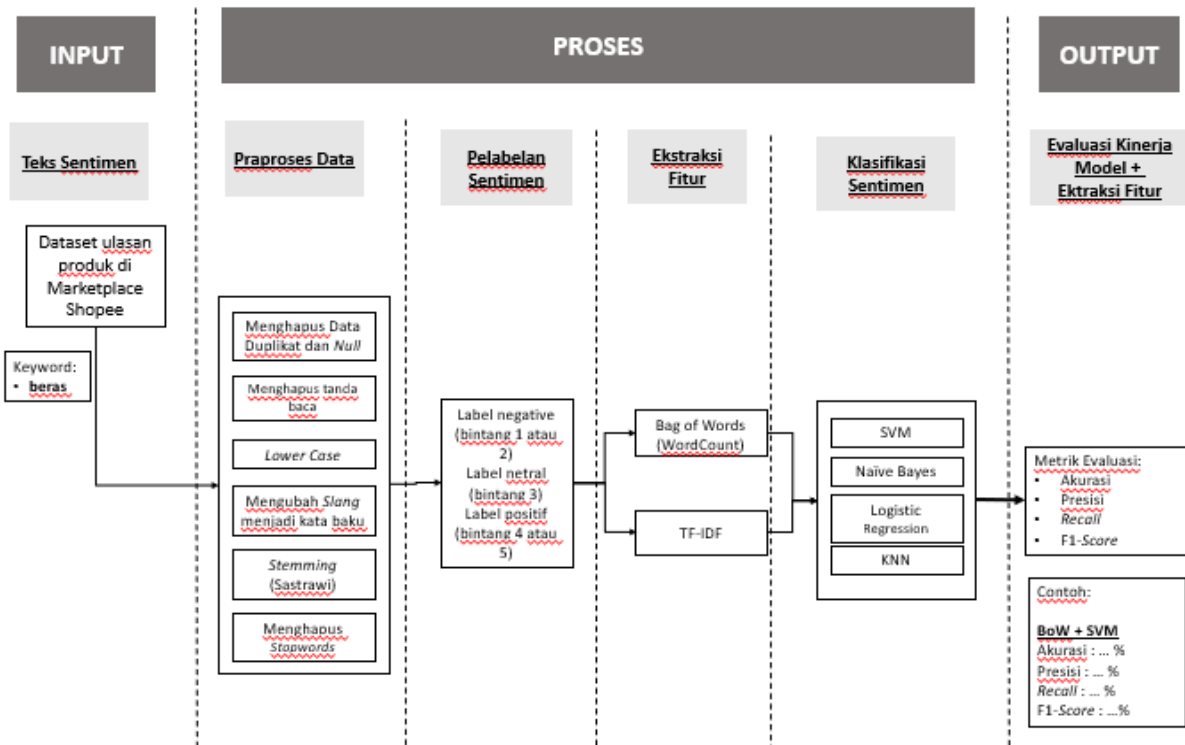 INPUT
PROSES
OUTPUT
Teks Sentimen
Praproses Data
Pelabelan
Sentimen
Ekstraksi
Fitur
Klasifikasi
Sentimen
Evaluasi Kinerja
Model +
Ektraksi Fitur
Dataset ulasan
produk di
Marketplace
Shopee
Keyword:
• beras
Menghapus Data
Duplikat dan Null
Menghapus tanda
baca
Lower Case
Mengubah Slang
menjadi kata baku
Stemming
(Sastrawi)
Menghapus
Stopwords
Label negative
(bintang 1 atau
2)
Label netral
(bintang 3)
Label positif
(bintang 4 atau
5)
Bag of Words
(WordCount)
TF-IDF
SVM
Naïve Bayes
Logistic
Regression
KNN
Metrik Evaluasi:
▪ Akurasi
▪ Presisi
▪ Recall
▪ F1-Score
Contoh:
BoW + SVM
Akurasi : ... %
Presisi : ... %
Recall : ... %
F1-Score : ...%